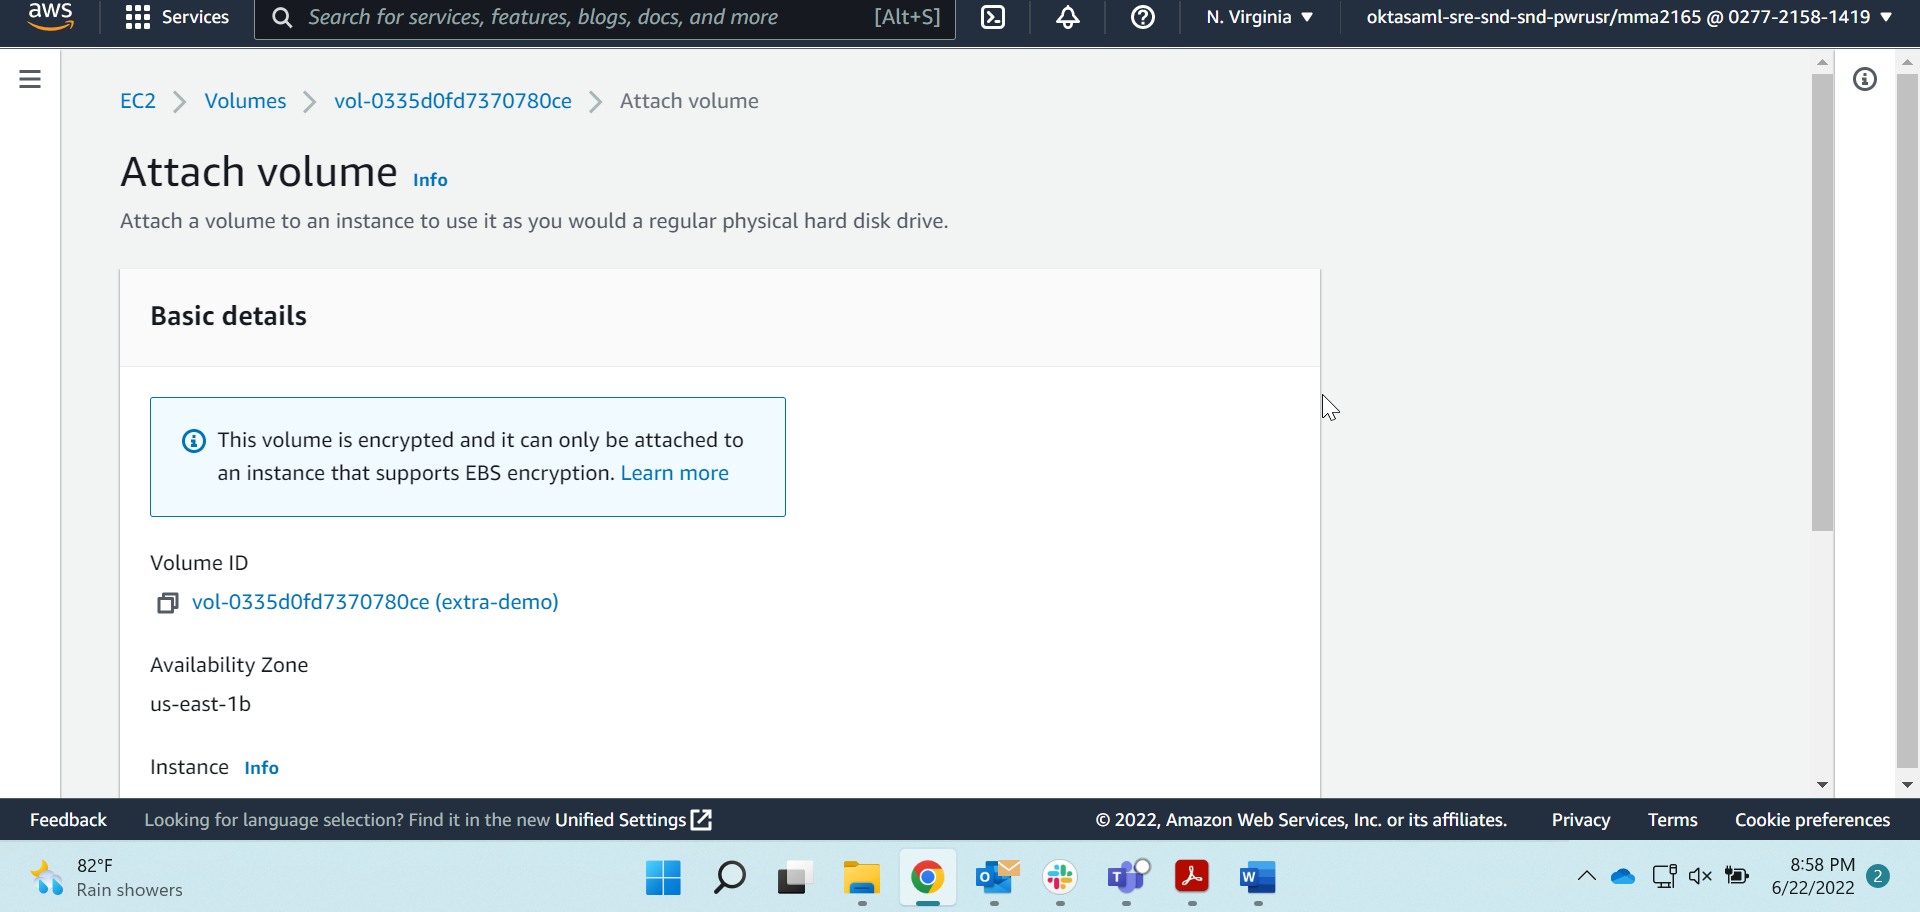 aws
Services
Search for services, features, blogs, docs, and more [Alt+S]
N. Virginia
oktasaml-sre-snd-snd-pwrusr/mma2165 @ 0277-2158-1419
EC2 Volumes vol-0335d0fd7370780ce Attach volume
Attach volume Info
Attach a volume to an instance to use it as you would a regular physical hard disk drive.
Basic details
This volume is encrypted and it can only be attached to
an instance that supports EBS encryption. Learn more
Volume ID
vol-0335d0fd7370780ce (extra-demo)
Availability Zone
us-east-1b
Instance Info
Feedback Looking for language selection? Find it in the new Unified Settings © 2022, Amazon Web Services, Inc. or its affiliates. Privacy Terms Cookie preferences
82°F
Rain showers
8:58 PM
6/22/2022
2